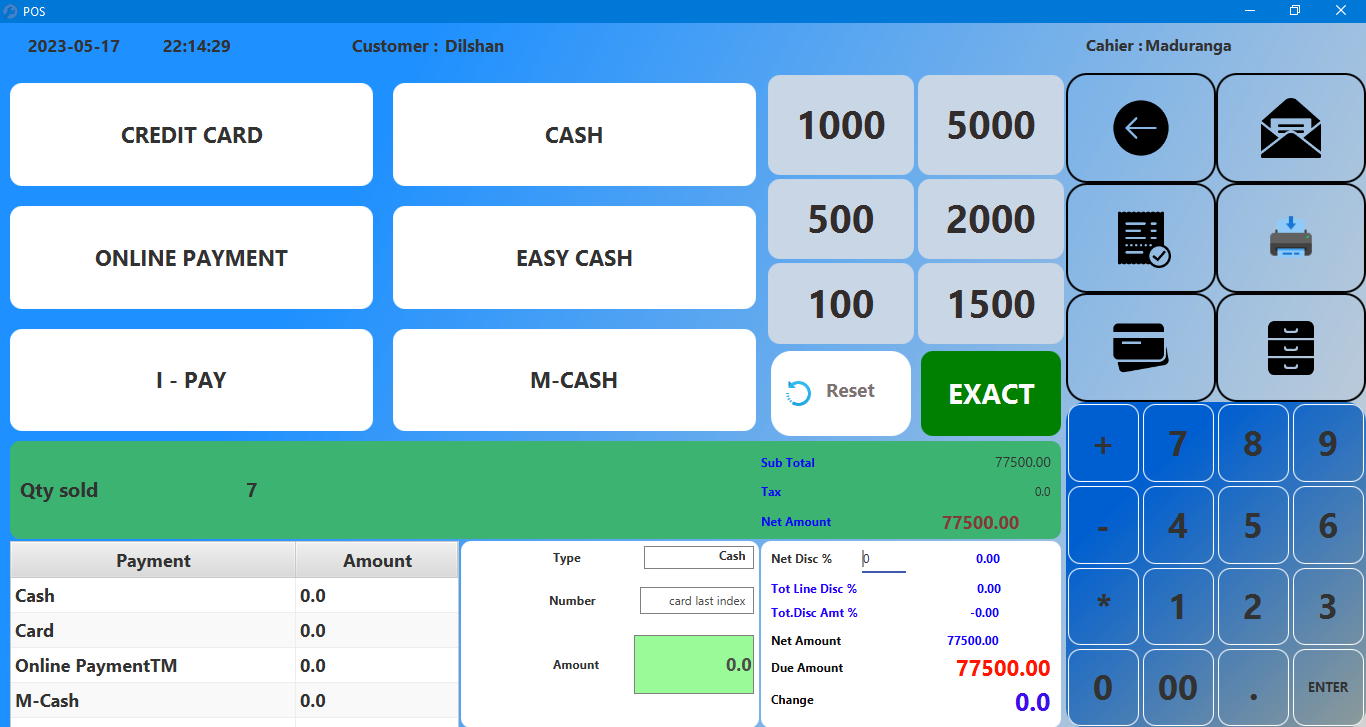 POS
2023-05-17 22:14:29 Customer : Dilshan Cahier : Maduranga
CREDIT CARD CASH
ONLINE PAYMENT EASY CASH
I - PAY M-CASH
1000 5000
500 2000
100 1500
Reset EXACT
Qty sold 7
Sub Total 77500.00
Tax 0.0
Net Amount 77500.00
Payment Amount
Cash 0.0
Card 0.0
Online PaymentTM 0.0
M-Cash 0.0
Type Cash
Number card last index
Amount 0.0
Net Disc % 0 0.00
Tot Line Disc % 0.00
Tot.Disc Amt % -0.00
Net Amount 77500.00
Due Amount 77500.00
Change 0.0
+ 7 8 9
- 4 5 6
* 1 2 3
0 00 . ENTER